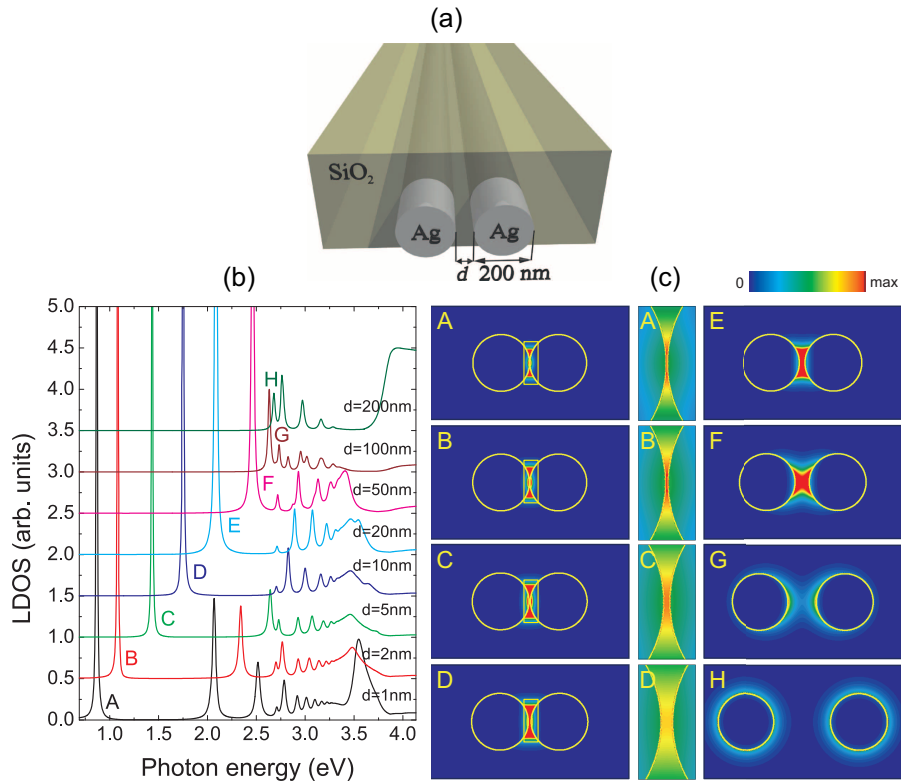 (a)
SiO2
Ag
Ag
d
200 nm
(b)
5.0
4.5
4.0
3.5
3.0
2.5
2.0
1.5
1.0
0.5
0.0
LDOS (arb. units)
H
d=200nm
G
d=100nm
F
d=50nm
E
d=20nm
D
d=10nm
C
d=5nm
B
d=2nm
A
d=1nm
1.0 1.5 2.0 2.5 3.0 3.5 4.0
Photon energy (eV)
(c)
0 max
A A E
B B F
C C G
D D H